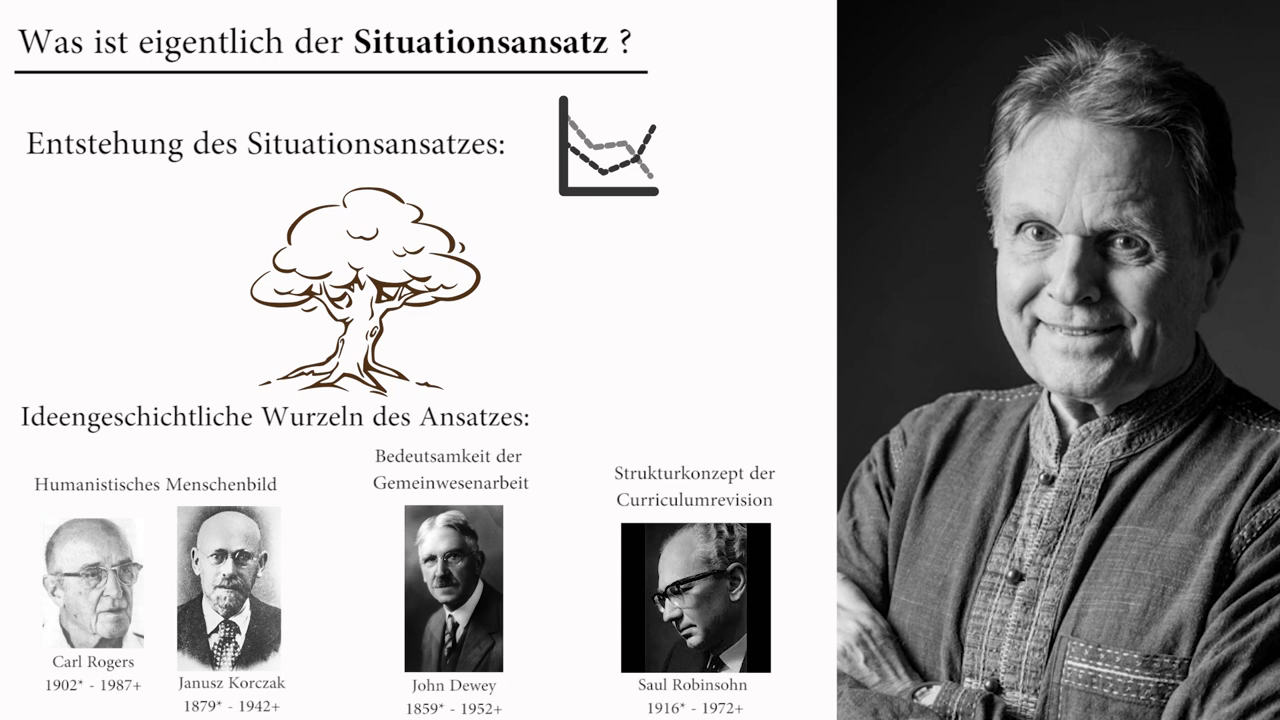 Was ist eigentlich der Situationsansatz ?
Entstehung des Situationsansatzes:
Ideengeschichtliche Wurzeln des Ansatzes:
Humanistisches Menschenbild
Carl Rogers
1902* - 1987+
Janusz Korczak
1879* - 1942+
Bedeutsamkeit der
Gemeinwesenarbeit
John Dewey
1859* - 1952+
Strukturkonzept der
Curriculumrevision
Saul Robinsohn
1916* - 1972+